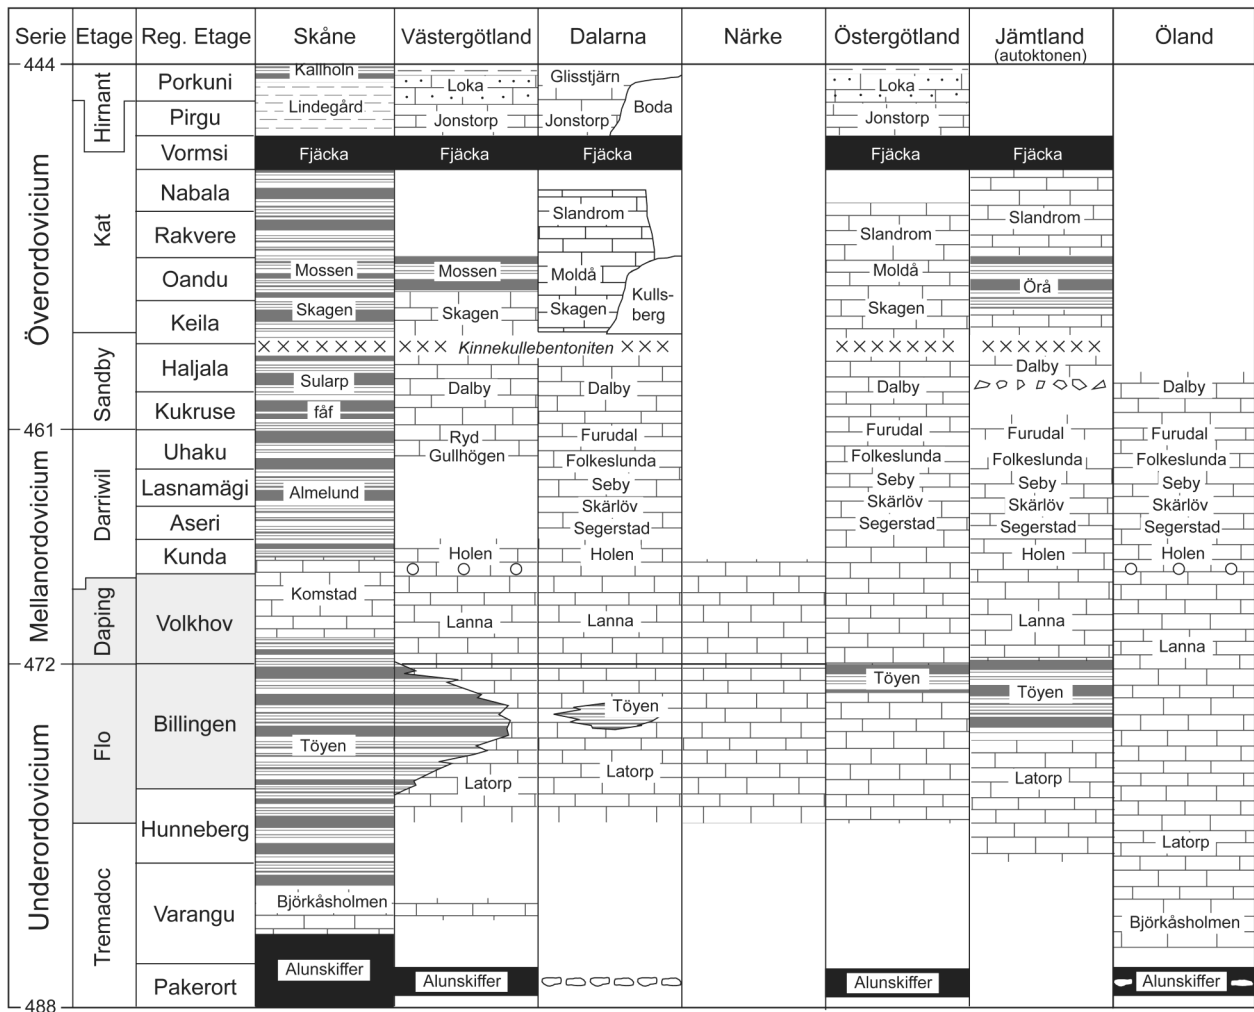 Serie Etage Reg. Etage Skåne Västergötland Dalarna Närke Östergötland Jämtland Öland
(autoktonen)
444
Överordovicium
Mellanordovicium
Underordovicium
461
472
488
Hirnant
Kat
Sandby
Darriwil
Daping
Flo
Tremadoc
Porkuni
Pirgu
Vormsi
Nabala
Rakvere
Oandu
Keila
Haljala
Kukruse
Uhaku
Lasnamägi
Aseri
Kunda
Volkhov
Billingen
Hunneberg
Varangu
Pakerort
Kallholn
Lindegård
Fjäcka
Mossen
Skagen
Sularp
fåf
Almelund
Komstad
Töyen
Björkåsholmen
Alunskiffer
Loka
Jonstorp
Fjäcka
Mossen
Skagen
Kinnekullebentoniten
Dalby
Ryd
Gullhögen
Holen
Lanna
Latorp
Alunskiffer
Glisstjärn
Boda
Jonstorp
Fjäcka
Slandrom
Moldå
Skagen
Kulls-
berg
Dalby
Furudal
Folkeslunda
Seby
Skärlöv
Segerstad
Holen
Lanna
Töyen
Latorp
Loka
Jonstorp
Fjäcka
Slandrom
Moldå
Skagen
Dalby
Furudal
Folkeslunda
Seby
Skärlöv
Segerstad
Töyen
Alunskiffer
Fjäcka
Slandrom
Örå
Dalby
Furudal
Folkeslunda
Seby
Skärlöv
Segerstad
Holen
Lanna
Töyen
Latorp
Dalby
Furudal
Folkeslunda
Seby
Skärlöv
Segerstad
Holen
Lanna
Latorp
Björkåsholmen
Alunskiffer